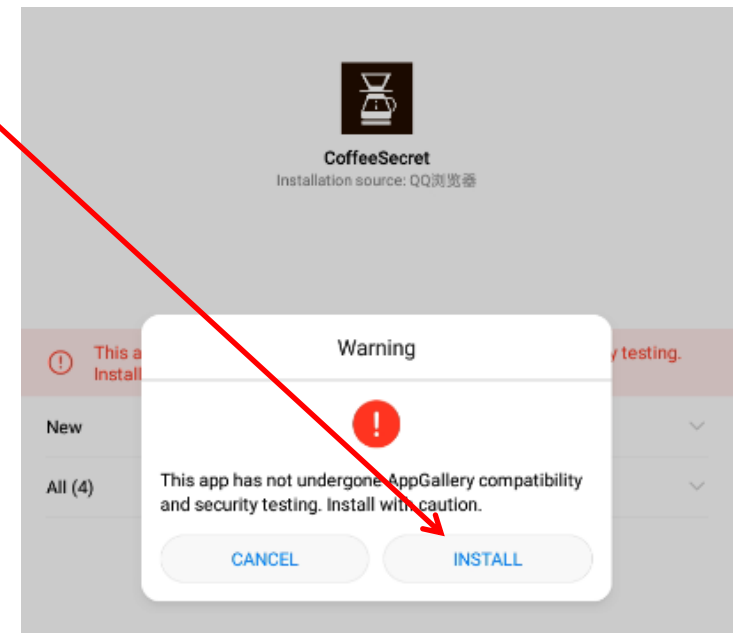 CoffeeSecret
Installation source: QQ浏览器
This a
y testing.
Install
Warning
New
All (4)
This app has not undergone AppGallery compatibility
and security testing. Install with caution.
CANCEL
INSTALL